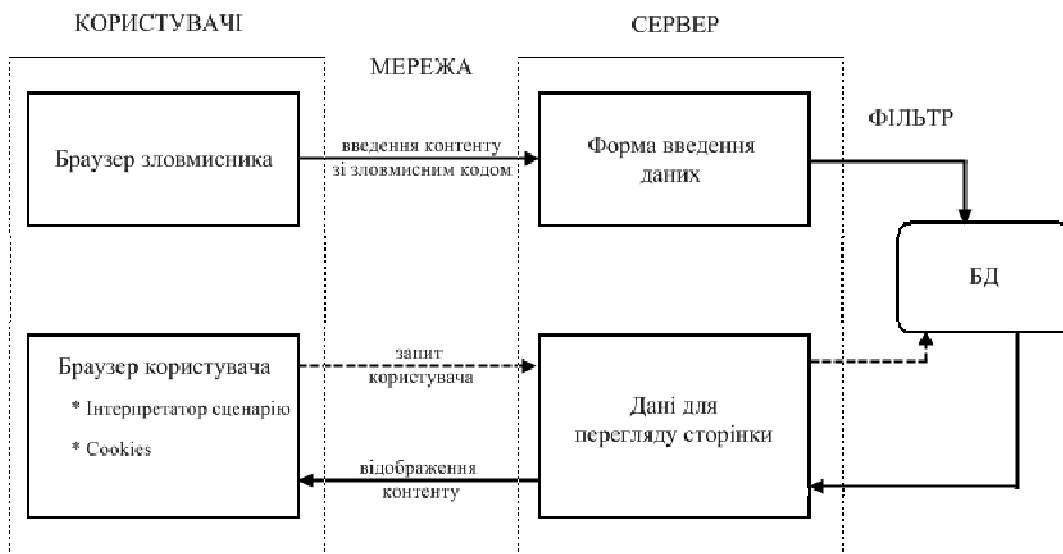 КОРИСТУВАЧІ
СЕРВЕР
МЕРЕЖА
ФІЛЬТР
Браузер зловмисника
введення контенту
зі зловмисним кодом
Форма введення
даних
БД
Браузер користувача
* Інтерпретатор сценарію
* Cookies
запит
користувача
Дані для
перегляду сторінки
відображення
контенту